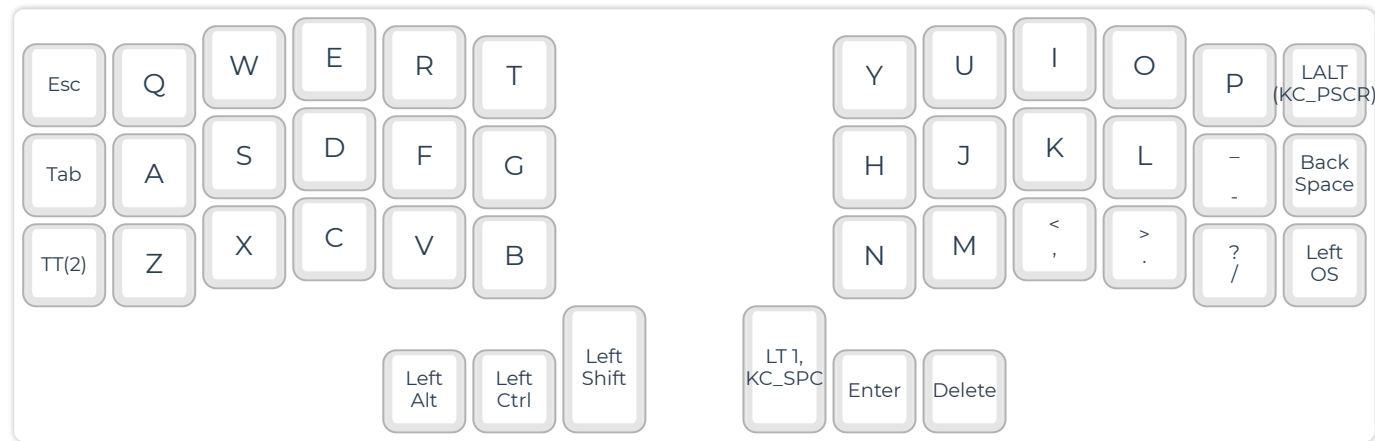 Esc Q W E R T Y U I O P LALT
(KC_PSCR)
Tab A S D F G H J K L _
- Back
Space
TT(2) Z X C V B N M <
, >
. ?
/ Left
OS
Left
Alt Left
Ctrl Left
Shift LT 1,
KC_SPC Enter Delete